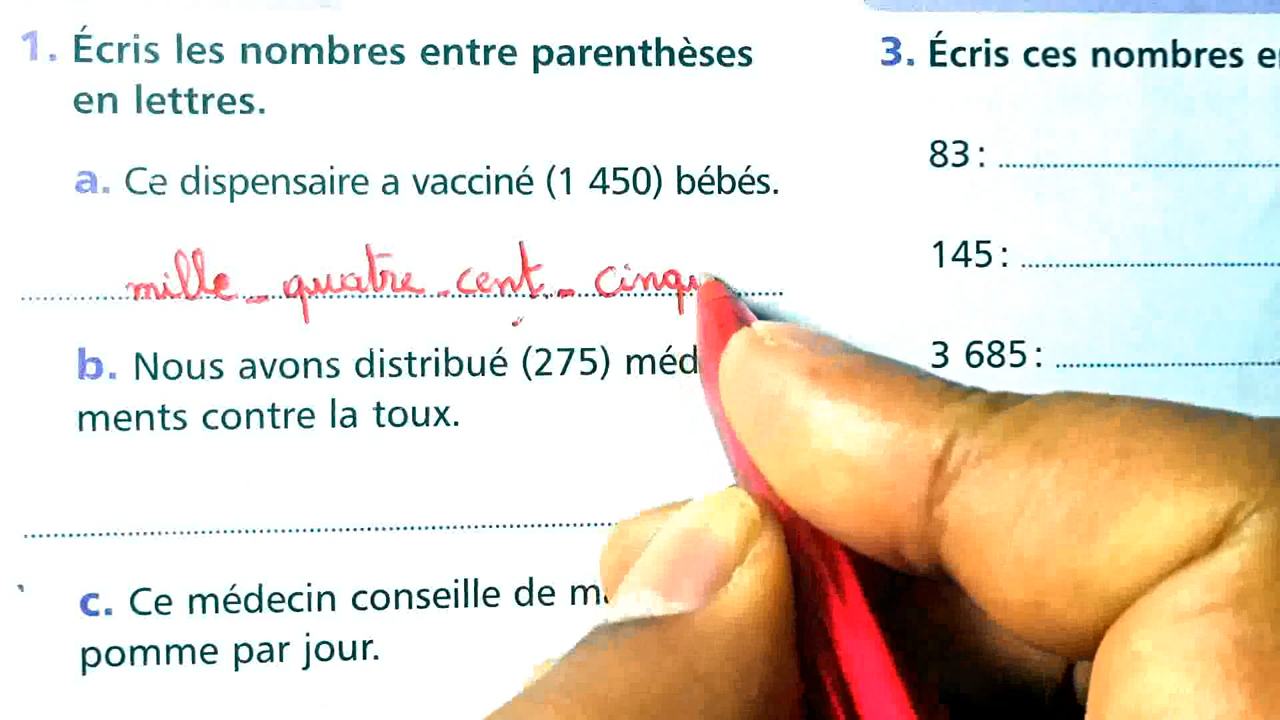 1. Écris les nombres entre parenthèses
en lettres.
a. Ce dispensaire a vacciné (1 450) bébés.
mille - quatre - cent - cinqu
b. Nous avons distribué (275) méd
ments contre la toux.
c. Ce médecin conseille de m
pomme par jour.
3. Écris ces nombres e
83 :
145 :
3 685 :